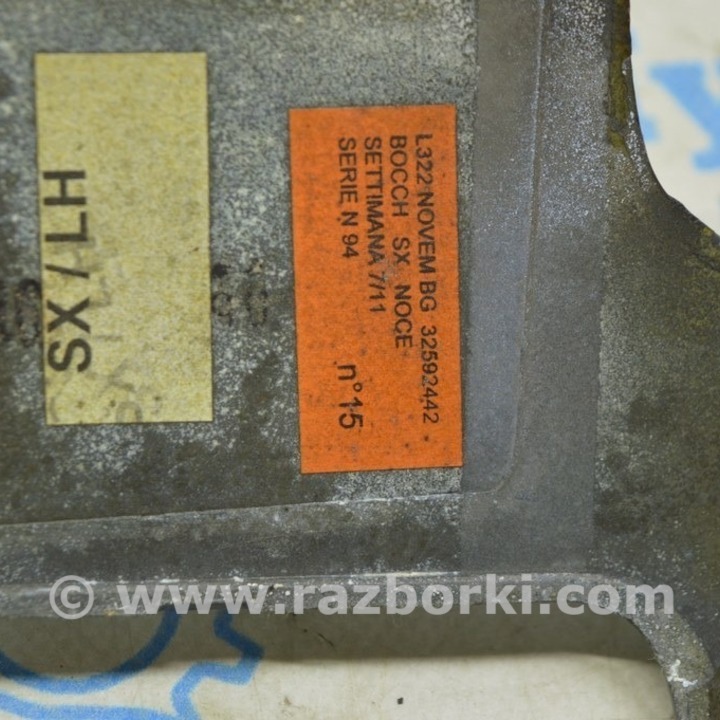 SX / LH
L322 NOVEM BG 32592442
BOCCH SX NOCE
SETTIMANA 7/11
SERIE N 94
n° 15
© www.razborki.com